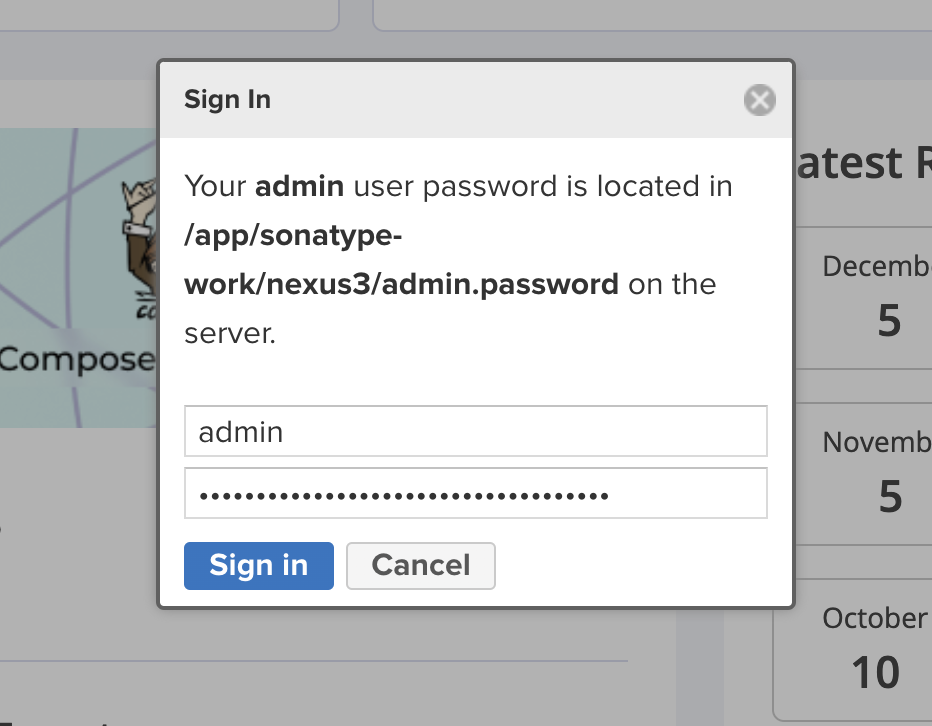 Sign In
Your admin user password is located in
/app/sonatype-
work/nexus3/admin.password on the
server.
admin
••••••••••••••••••••••••••••••••••••
Sign in
Cancel
Compose
Decemb
5
Novemb
5
October
10